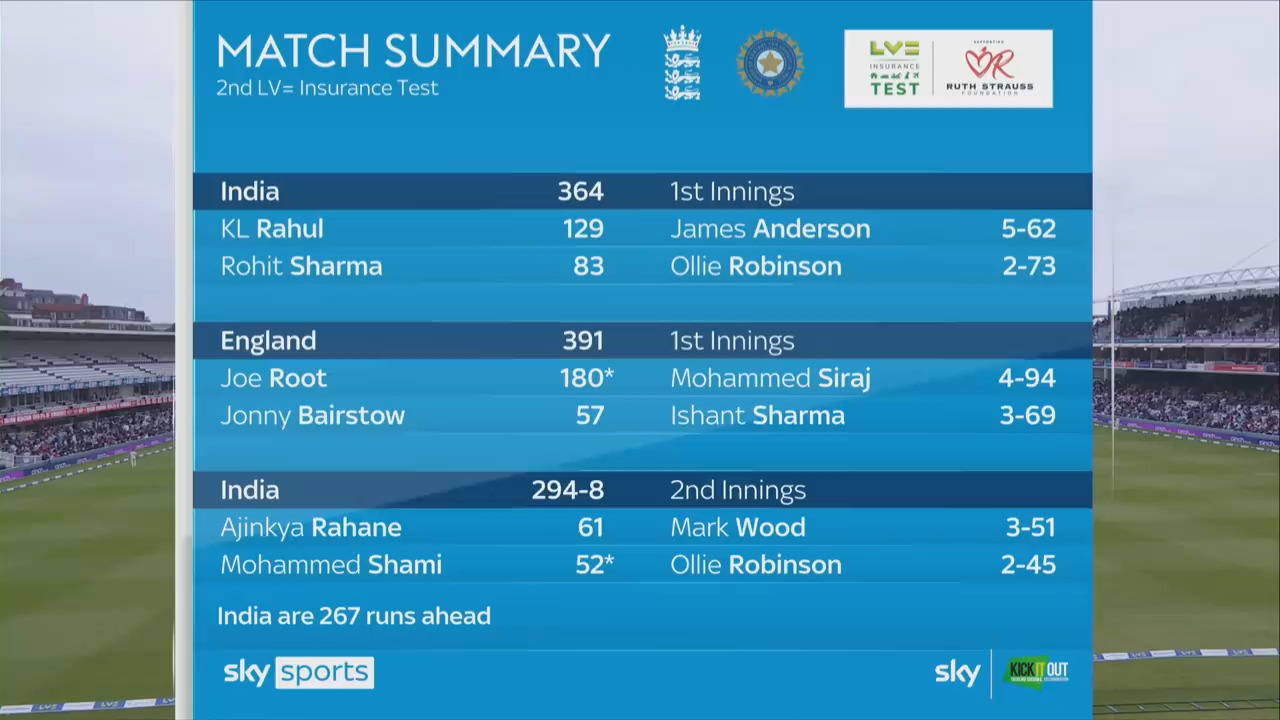 MATCH SUMMARY
2nd LV= Insurance Test
LVE
INSURANCE
TEST
SUPPORTING
RUTH STRAUSS
FOUNDATION
India 364 1st Innings
KL Rahul 129 James Anderson 5-62
Rohit Sharma 83 Ollie Robinson 2-73
England 391 1st Innings
Joe Root 180* Mohammed Siraj 4-94
Jonny Bairstow 57 Ishant Sharma 3-69
India 294-8 2nd Innings
Ajinkya Rahane 61 Mark Wood 3-51
Mohammed Shami 52* Ollie Robinson 2-45
India are 267 runs ahead
sky sports
sky
KICK IT OUT